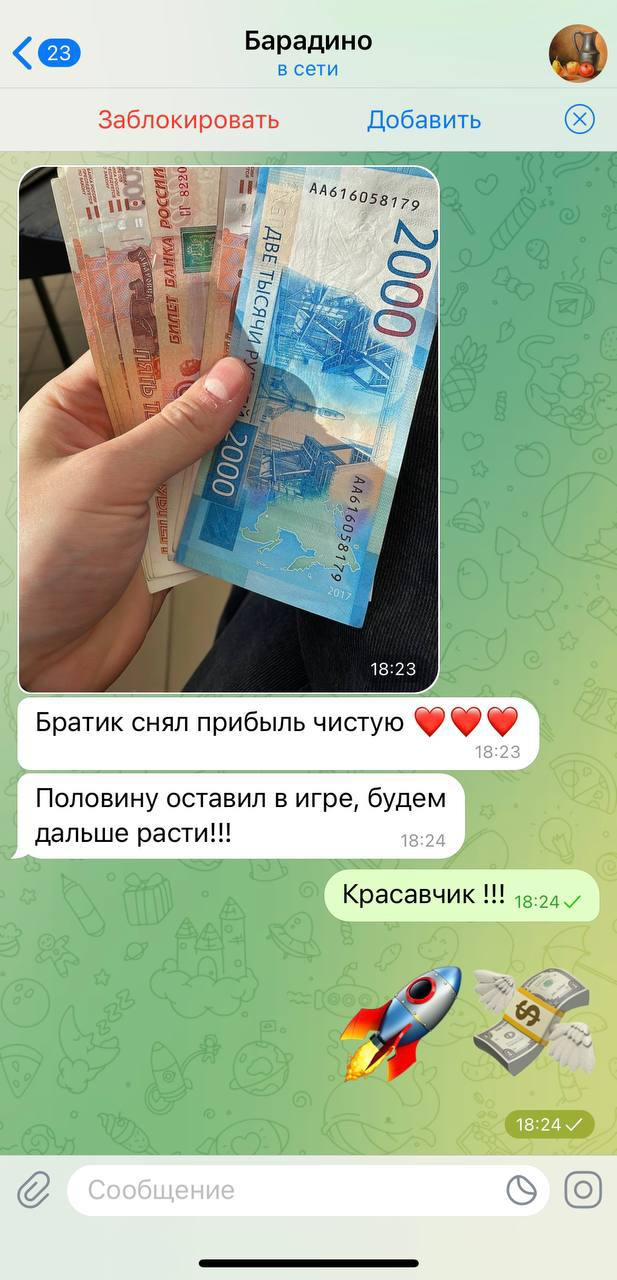 23
Барадино
в сети
Заблокировать
Добавить
АА616058179
2000
ДВЕ ТЫСЯЧИ
БИЛЕТ БАНКА РОССИИ
ПЯТЬ
2000
АА616058179
2017
18:23
Братик снял прибыль чистую ❤️❤️❤️
18:23
Половину оставил в игре, будем
дальше расти!!!
18:24
Красавчик !!! 18:24
18:24
Сообщение